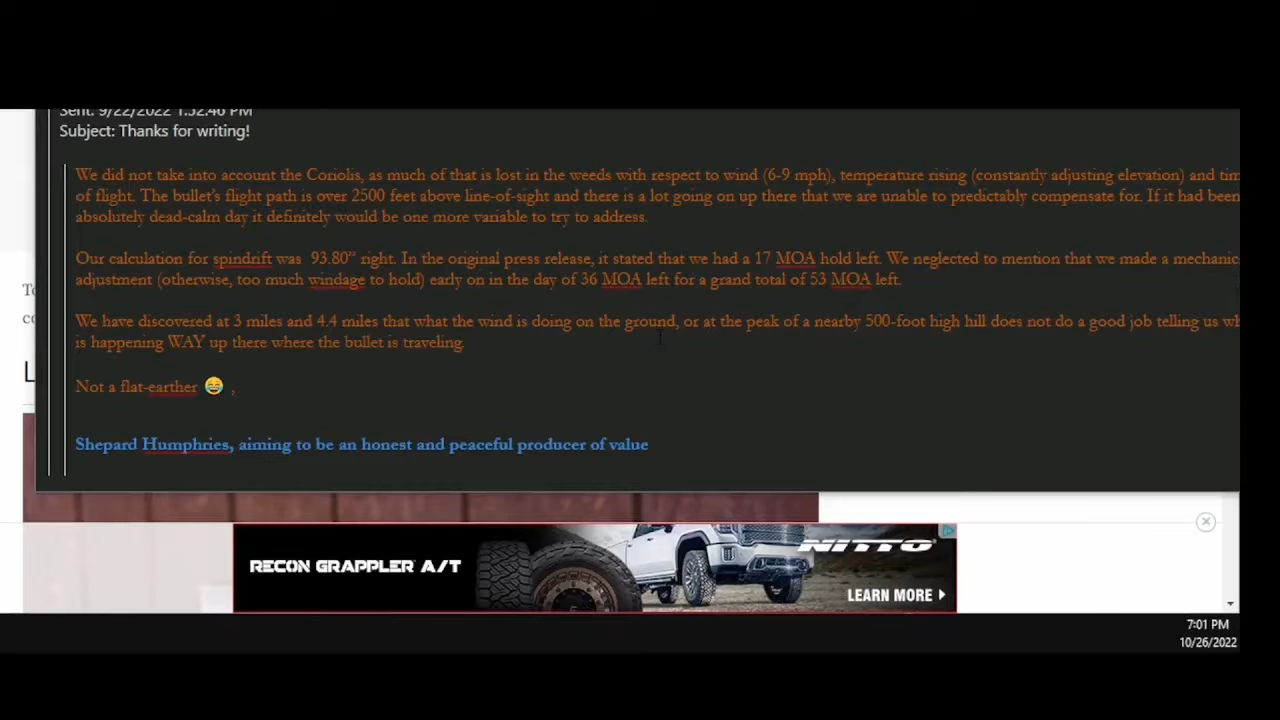 Sent: 9/22/2022 1:52:46 PM
Subject: Thanks for writing!
We did not take into account the Coriolis, as much of that is lost in the weeds with respect to wind (6-9 mph), temperature rising (constantly adjusting elevation) and tim
of flight. The bullet's flight path is over 2500 feet above line-of-sight and there is a lot going on up there that we are unable to predictably compensate for. If it had been
absolutely dead-calm day it definitely would be one more variable to try to address.
Our calculation for spindrift was 93.80” right. In the original press release, it stated that we had a 17 MOA hold left. We neglected to mention that we made a mechanic
adjustment (otherwise, too much windage to hold) early on in the day of 36 MOA left for a grand total of 53 MOA left.
We have discovered at 3 miles and 4.4 miles that what the wind is doing on the ground, or at the peak of a nearby 500-foot high hill does not do a good job telling us wh
is happening WAY up there where the bullet is traveling.
Not a flat-earther 😂 ,
Shepard Humphries, aiming to be an honest and peaceful producer of value
RECON GRAPPLER A/T
NITTO
LEARN MORE
7:01 PM
10/26/2022